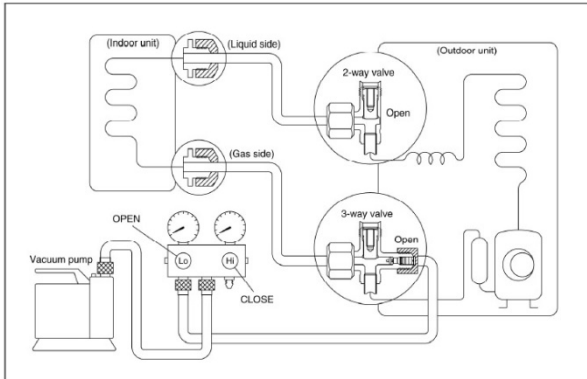 (Indoor unit)
(Liquid side)
(Outdoor unit)
2-way valve
Open
(Gas side)
3-way valve
Open
OPEN
Vacuum pump
Lo
Hi
CLOSE